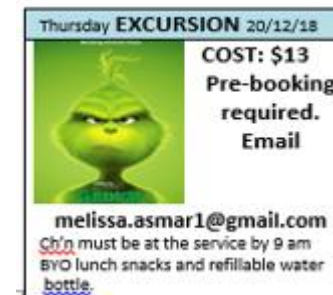 Thursday EXCURSION 20/12/18
COST: $13
Pre-booking
required.
Email
melissa.asmar1@gmail.com
Ch'n must be at the service by 9 am
BYO lunch snacks and refillable water
bottle.